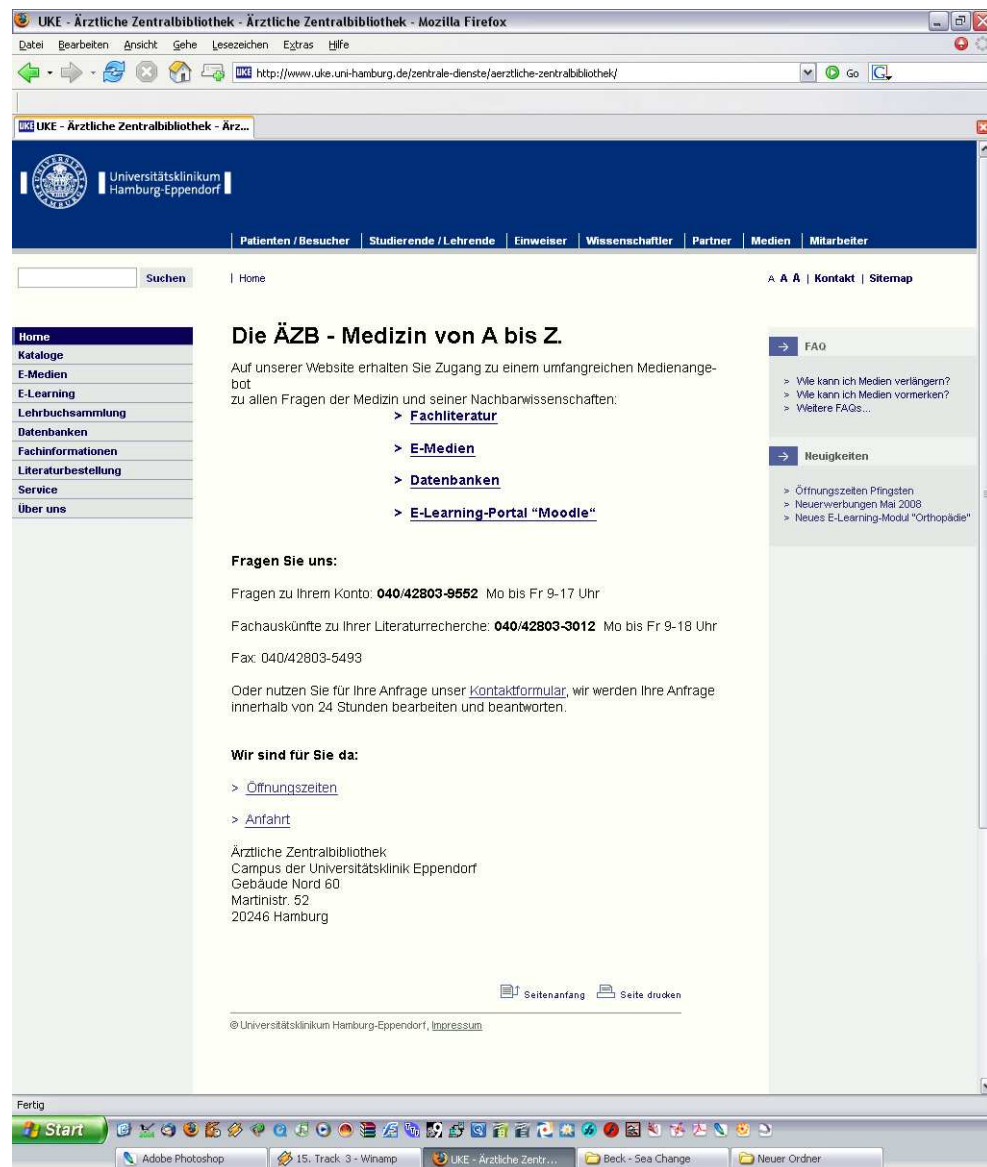 UKE - Ärztliche Zentralbibliothek - Ärztliche Zentralbibliothek - Mozilla Firefox
Datei Bearbeiten Ansicht Gehe Lesezeichen Extras Hilfe
UKE http://www.uke.uni-hamburg.de/zentrale-dienste/aerztliche-zentralbibliothek/ Go G
UKE UKE - Ärztliche Zentralbibliothek - Ärz...
UNIVERSITÄT HAMBURG
Universitätsklinikum
Hamburg-Eppendorf
Patienten / Besucher | Studierende / Lehrende | Einweiser | Wissenschaftler | Partner | Medien | Mitarbeiter
Suchen | Home A A A | Kontakt | Sitemap
Home
Kataloge
E-Medien
E-Learning
Lehrbuchsammlung
Datenbanken
Fachinformationen
Literaturbestellung
Service
Über uns
Die ÄZB - Medizin von A bis Z.
Auf unserer Website erhalten Sie Zugang zu einem umfangreichen Medienange-
bot
zu allen Fragen der Medizin und seiner Nachbarwissenschaften:
> Fachliteratur
> E-Medien
> Datenbanken
> E-Learning-Portal “Moodle“
Fragen Sie uns:
Fragen zu Ihrem Konto: 040/42803-9552 Mo bis Fr 9-17 Uhr
Fachauskünfte zu Ihrer Literaturrecherche: 040/42803-3012 Mo bis Fr 9-18 Uhr
Fax: 040/42803-5493
Oder nutzen Sie für Ihre Anfrage unser Kontaktformular, wir werden Ihre Anfrage
innerhalb von 24 Stunden bearbeiten und beantworten.
Wir sind für Sie da:
> Öffnungszeiten
> Anfahrt
Ärztliche Zentralbibliothek
Campus der Universitätsklinik Eppendorf
Gebäude Nord 60
Martinistr. 52
20246 Hamburg
FAQ
> Wie kann ich Medien verlängern?
> Wie kann ich Medien vormerken?
> Weitere FAQs...
Neuigkeiten
> Öffnungszeiten Pfingsten
> Neuerwerbungen Mai 2008
> Neues E-Learning-Modul "Orthopädie"
Seitenanfang Seite drucken
© Universitätsklinikum Hamburg-Eppendorf, Impressum
Fertig
Start
Adobe Photoshop 15. Track 3 - Winamp UKE - Ärztliche Zentr... Beck - Sea Change Neuer Ordner